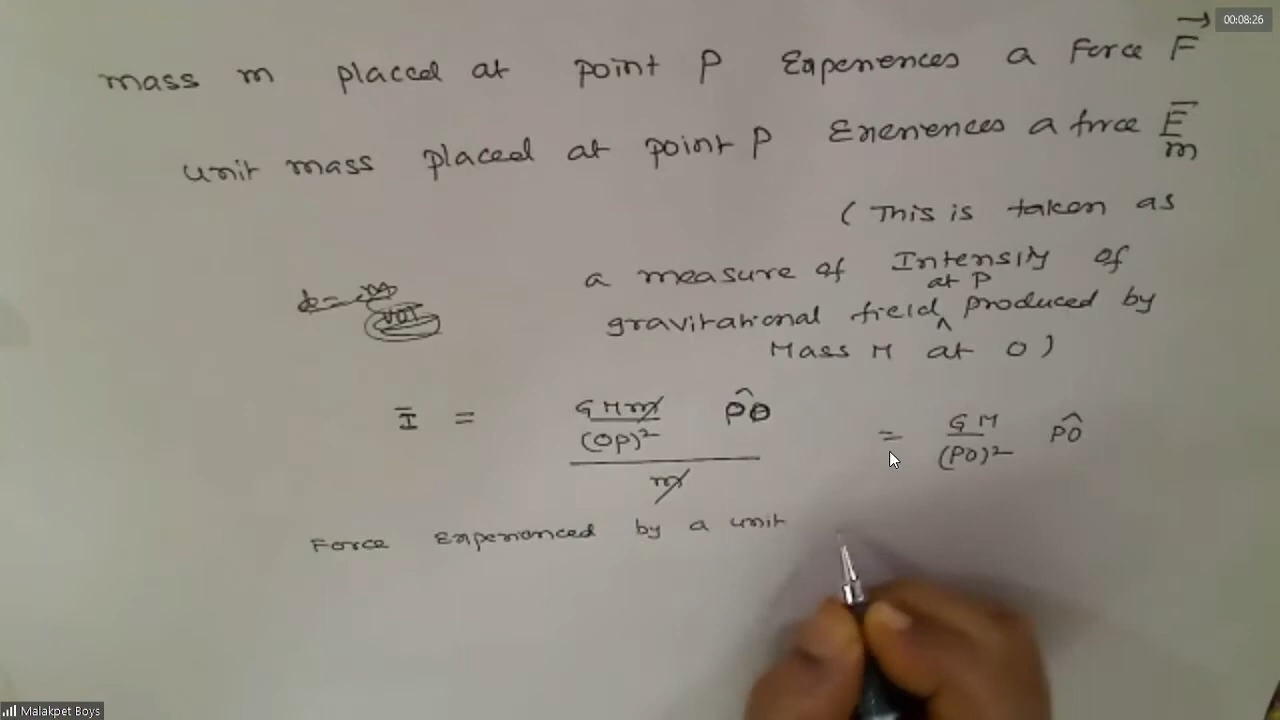 00:08:26
mass m placed at point P Experiences a Force F
unit mass placed at point P Experiences a force F/m
( This is taken as
a measure of Intensity of
at P
gravitational field ^ produced by
Mass M at O )
I = GMm/(OP)² PO / m = GM/(PO)² PO
Force Experienced by a unit
Malakpet Boys